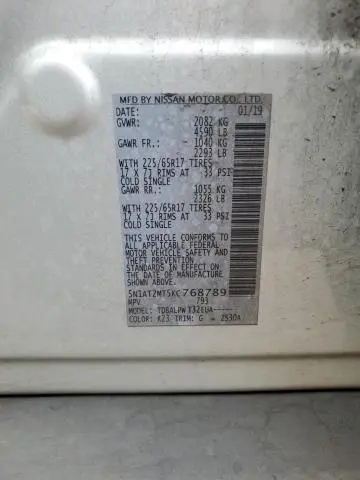 MFD BY NISSAN MOTOR CO., LTD.
DATE: 01/19
GVWR: 2082 KG
4590 LB
GAWR FR.: 1040 KG
2293 LB
WITH 225/65R17 TIRES
17 X 7J RIMS AT 33 PSI
COLD SINGLE
GAWR RR.: 1055 KG
2326 LB
WITH 225/65R17 TIRES
17 X 7J RIMS AT 33 PSI
COLD SINGLE
THIS VEHICLE CONFORMS TO
ALL APPLICABLE FEDERAL
MOTOR VEHICLE SAFETY AND
THEFT PREVENTION STANDARDS
IN EFFECT ON THE
DATE OF MANUFACTURE SHOWN
ABOVE.
5N1AT2MT5KC768789
MPV 793
MODEL: TDBALPW T32EUA-----
COLOR: K23 TRIM: G - 2530A